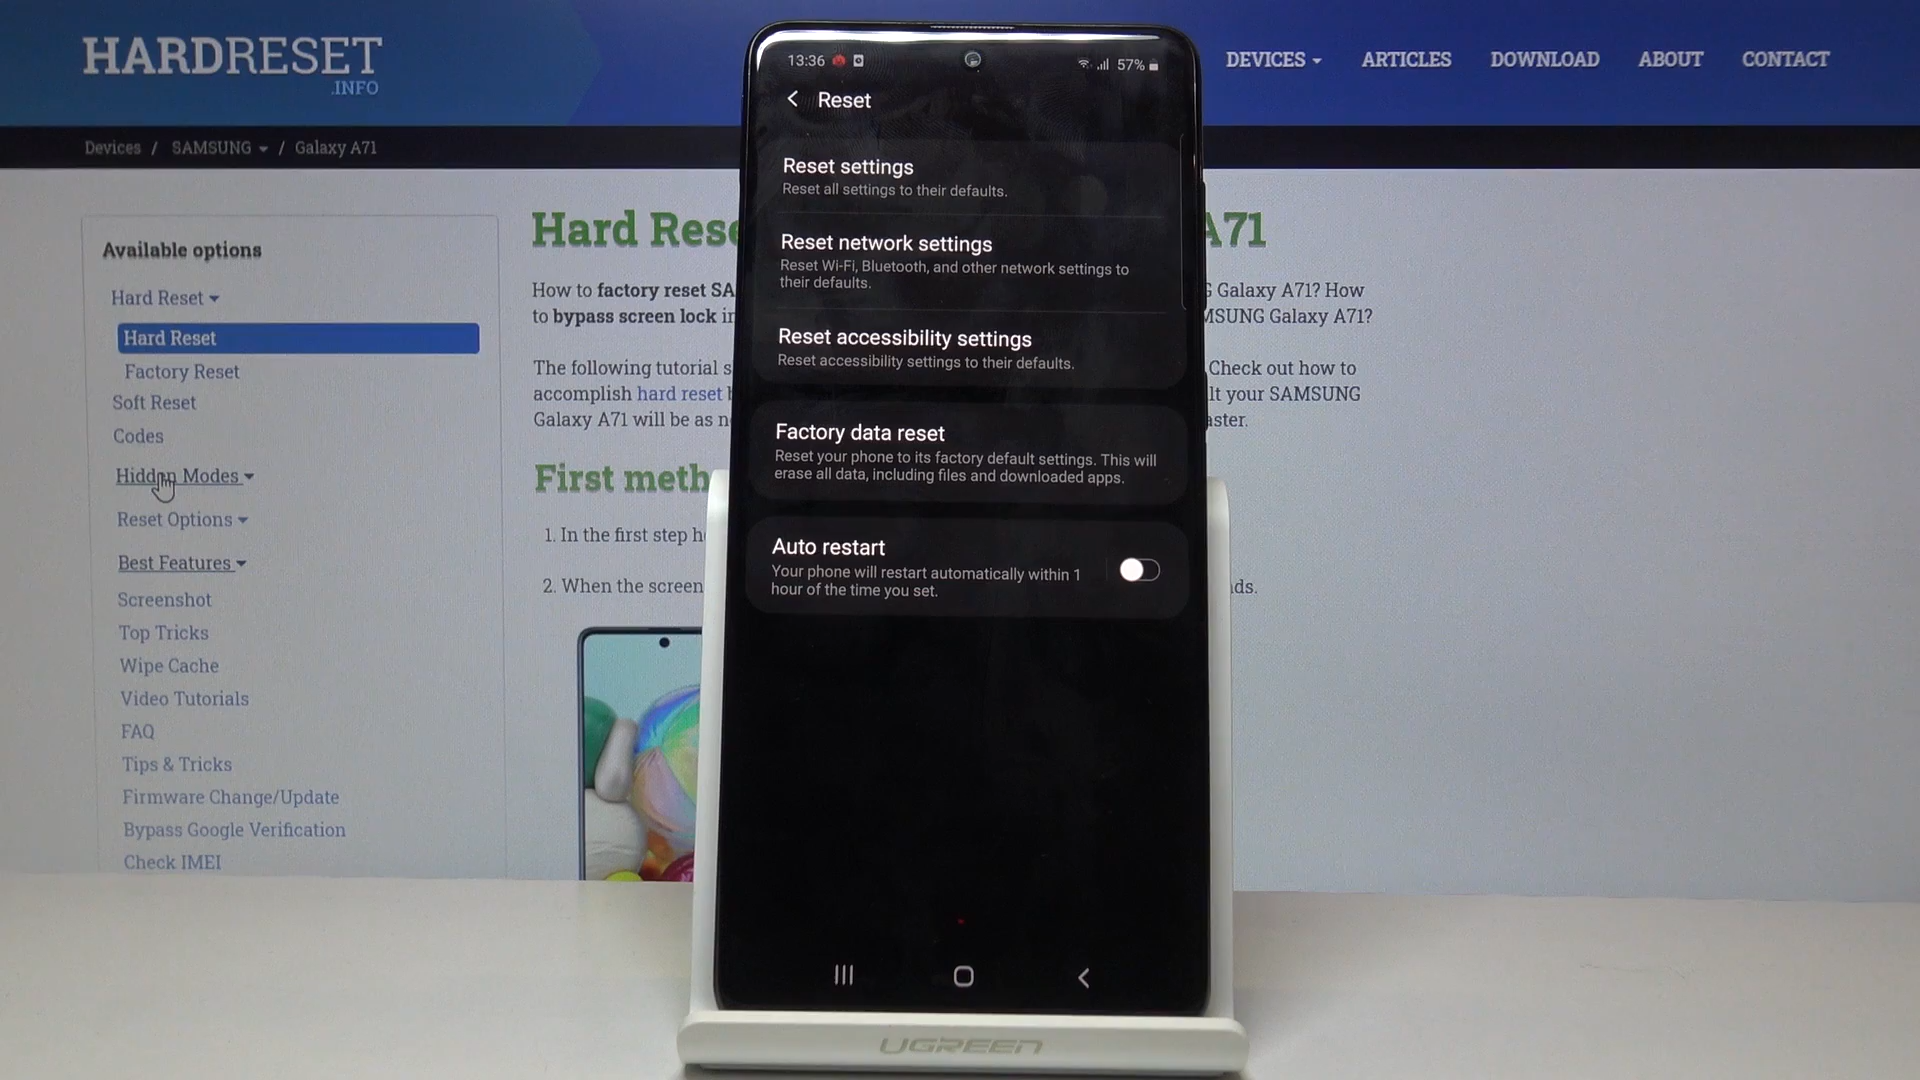 HARDRESET
.INFO
DEVICES
ARTICLES
DOWNLOAD
ABOUT
CONTACT
Devices / SAMSUNG / Galaxy A71
Available options
Hard Reset
Hard Reset
Factory Reset
Soft Reset
Codes
Hidden Modes
Reset Options
Best Features
Screenshot
Top Tricks
Wipe Cache
Video Tutorials
FAQ
Tips & Tricks
Firmware Change/Update
Bypass Google Verification
Check IMEI
Hard Rese A71
How to factory reset SA Galaxy A71? How
to bypass screen lock in MSUNG Galaxy A71?
The following tutorial s Check out how to
accomplish hard reset lt your SAMSUNG
Galaxy A71 will be as n aster.
First meth
1. In the first step h
2. When the screen ds.
13:36
57%
Reset
Reset settings
Reset all settings to their defaults.
Reset network settings
Reset Wi-Fi, Bluetooth, and other network settings to
their defaults.
Reset accessibility settings
Reset accessibility settings to their defaults.
Factory data reset
Reset your phone to its factory default settings. This will
erase all data, including files and downloaded apps.
Auto restart
Your phone will restart automatically within 1
hour of the time you set.
UGREEN